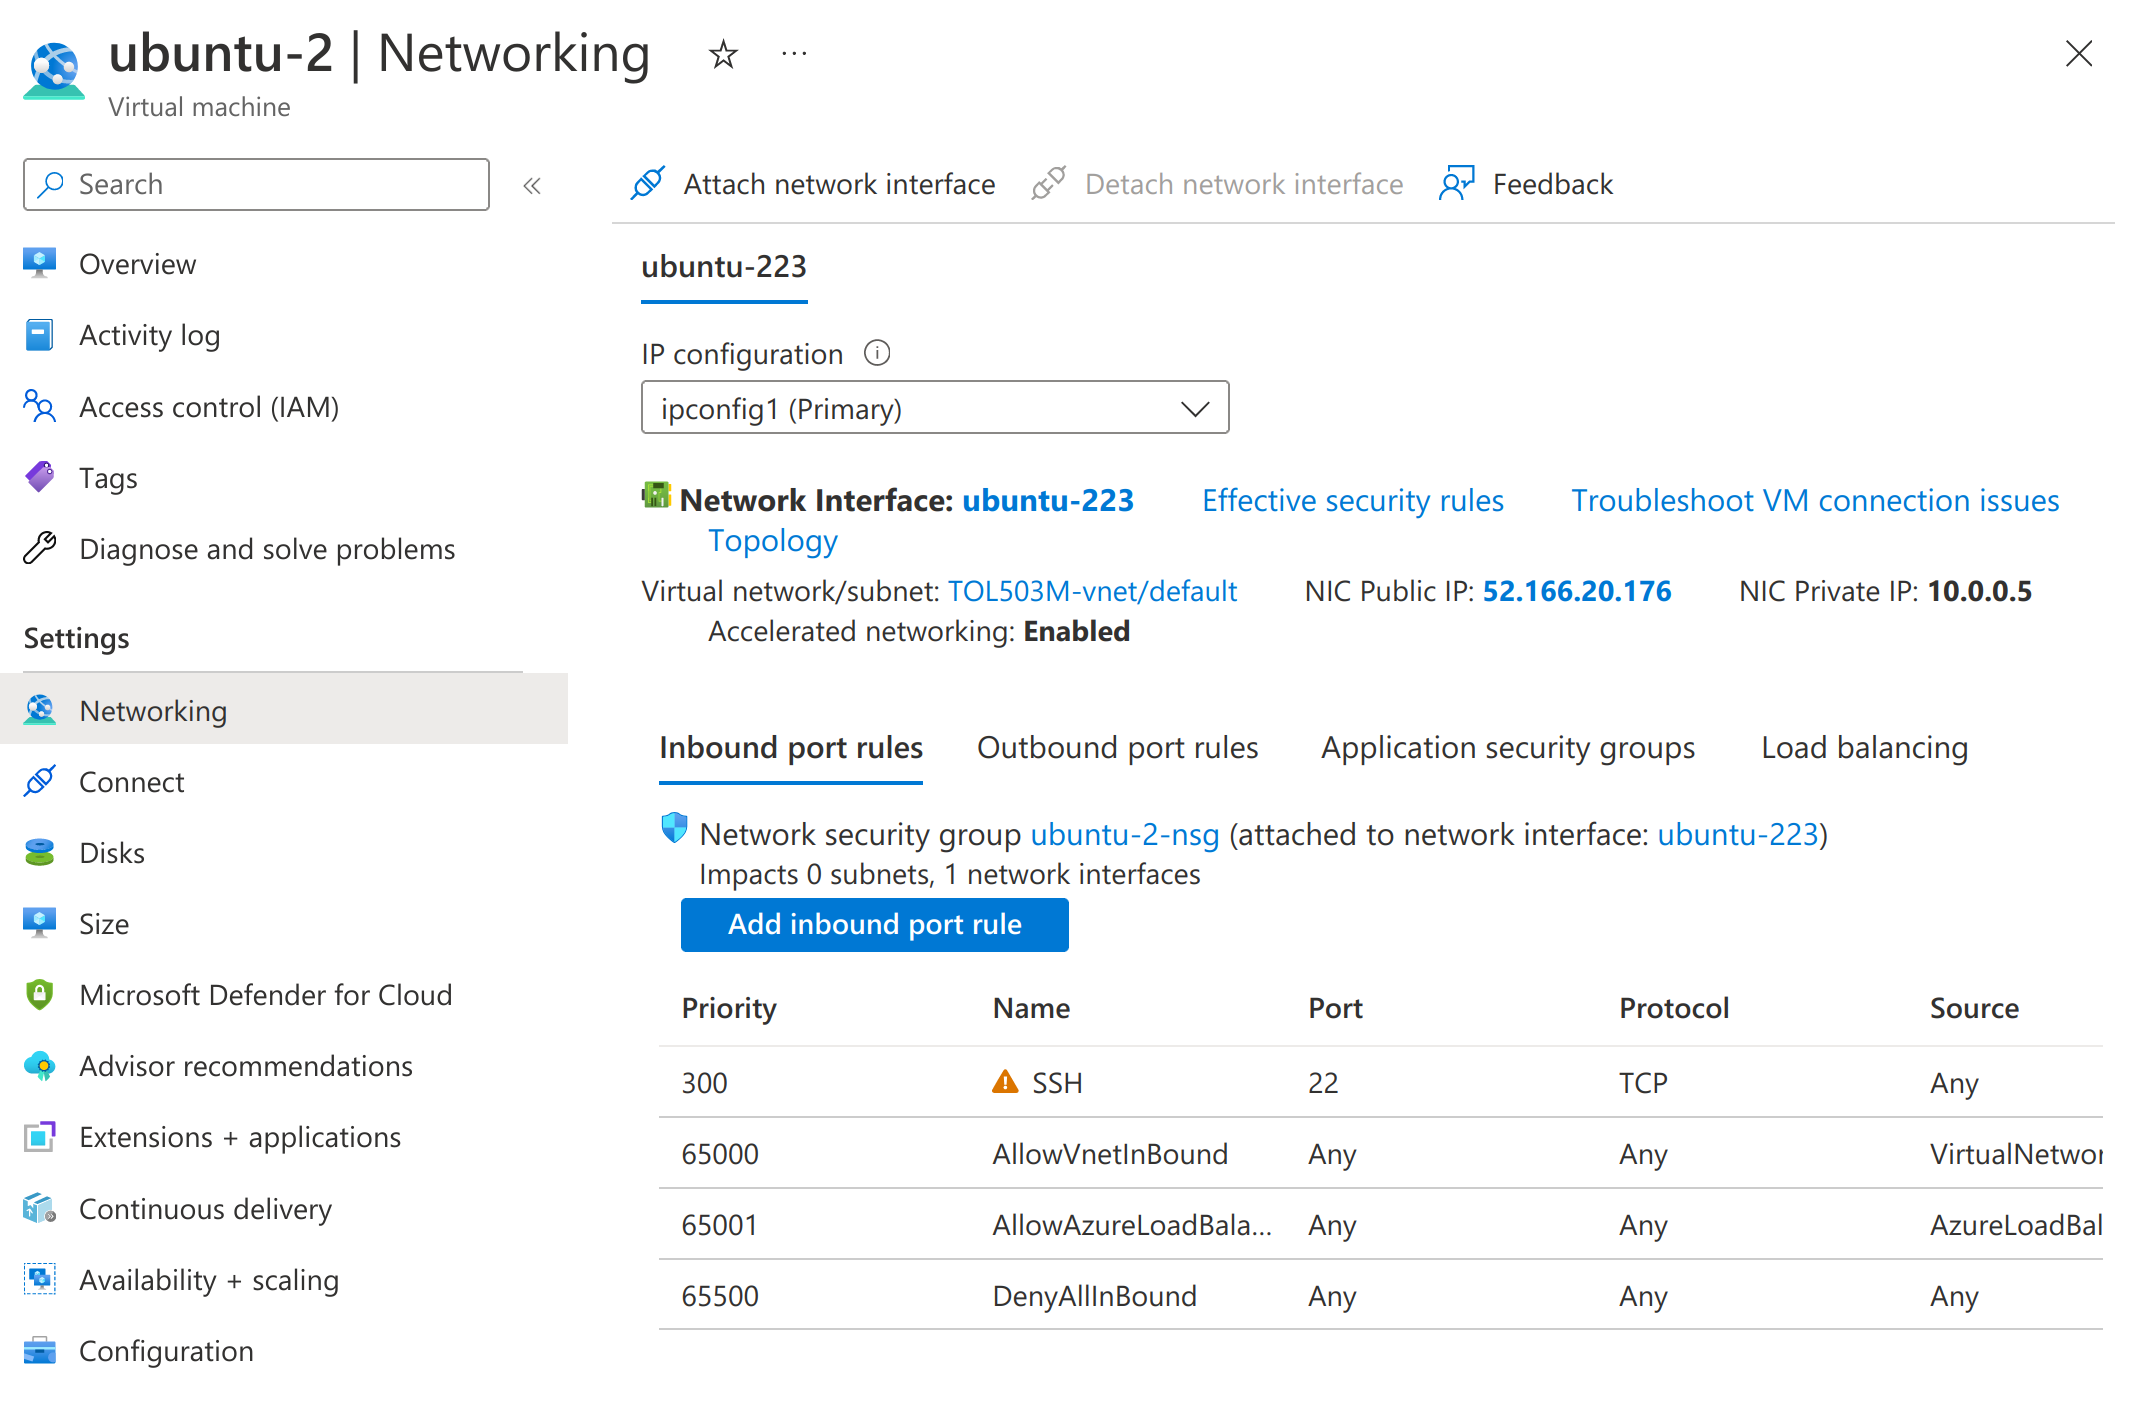 ubuntu-2 | Networking
Virtual machine
Search
Overview
Activity log
Access control (IAM)
Tags
Diagnose and solve problems
Settings
Networking
Connect
Disks
Size
Microsoft Defender for Cloud
Advisor recommendations
Extensions + applications
Continuous delivery
Availability + scaling
Configuration
Attach network interface Detach network interface Feedback
ubuntu-223
IP configuration
ipconfig1 (Primary)
Network Interface: ubuntu-223 Effective security rules Troubleshoot VM connection issues
Topology
Virtual network/subnet: TOL503M-vnet/default NIC Public IP: 52.166.20.176 NIC Private IP: 10.0.0.5
Accelerated networking: Enabled
Inbound port rules Outbound port rules Application security groups Load balancing
Network security group ubuntu-2-nsg (attached to network interface: ubuntu-223)
Impacts 0 subnets, 1 network interfaces
Add inbound port rule
Priority Name Port Protocol Source
300 SSH 22 TCP Any
65000 AllowVnetInBound Any Any VirtualNetwor
65001 AllowAzureLoadBala... Any Any AzureLoadBal
65500 DenyAllInBound Any Any Any